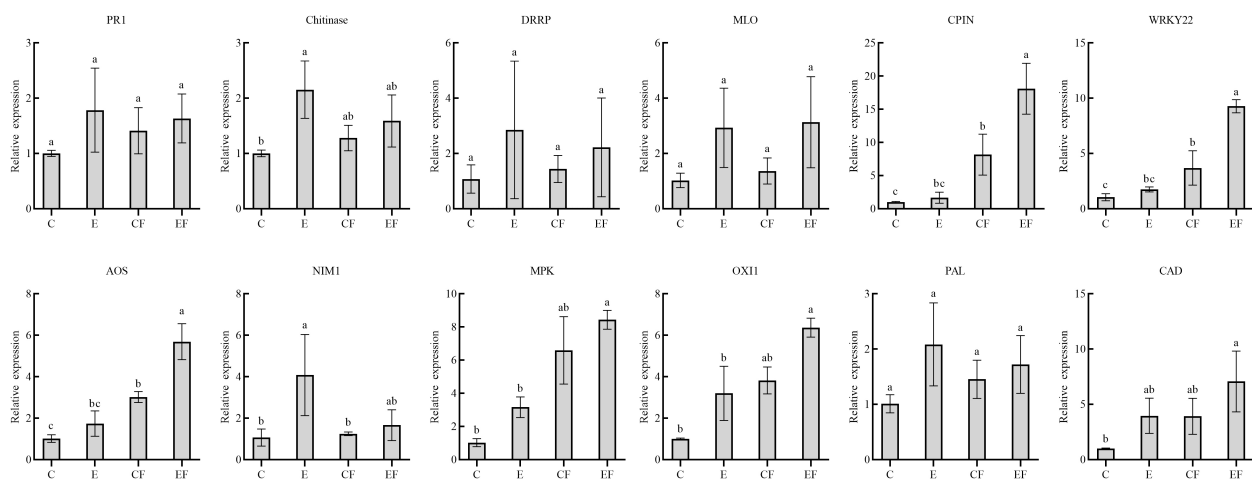 PR1
Relative expression
3
2
1
0
a
a
a
a
C E CF EF
Chitinase
Relative expression
3
2
1
0
b
a
ab
ab
C E CF EF
DRRP
Relative expression
6
4
2
0
a
a
a
a
C E CF EF
MLO
Relative expression
6
4
2
0
a
a
a
a
C E CF EF
CPIN
Relative expression
25
20
15
10
5
0
c
bc
b
a
C E CF EF
WRKY22
Relative expression
15
10
5
0
c
bc
b
a
C E CF EF
AOS
Relative expression
8
6
4
2
0
c
bc
b
a
C E CF EF
NIM1
Relative expression
8
6
4
2
0
b
a
b
ab
C E CF EF
MPK
Relative expression
10
8
6
4
2
0
b
b
ab
a
C E CF EF
OXI1
Relative expression
8
6
4
2
0
b
b
ab
a
C E CF EF
PAL
Relative expression
3
2
1
0
a
a
a
a
C E CF EF
CAD
Relative expression
15
10
5
0
b
ab
ab
a
C E CF EF